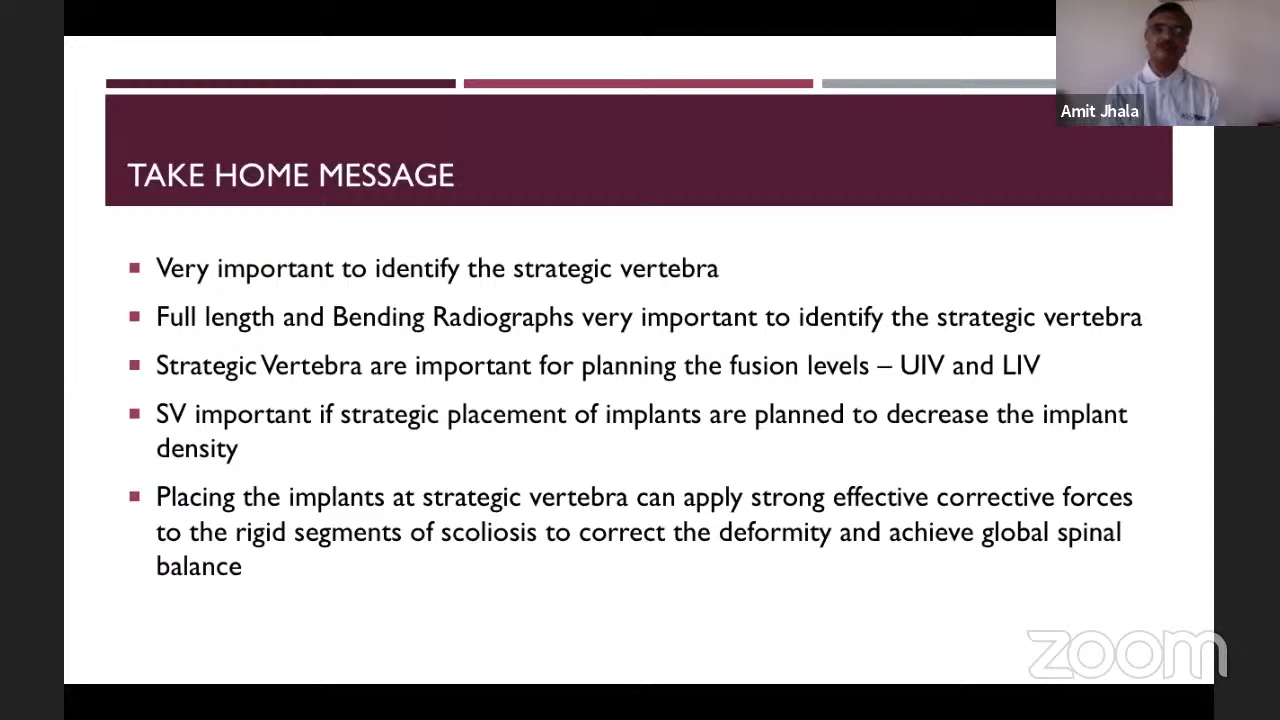 Amit Jhala
TAKE HOME MESSAGE
Very important to identify the strategic vertebra
Full length and Bending Radiographs very important to identify the strategic vertebra
Strategic Vertebra are important for planning the fusion levels – UIV and LIV
SV important if strategic placement of implants are planned to decrease the implant
density
Placing the implants at strategic vertebra can apply strong effective corrective forces
to the rigid segments of scoliosis to correct the deformity and achieve global spinal
balance
zoom